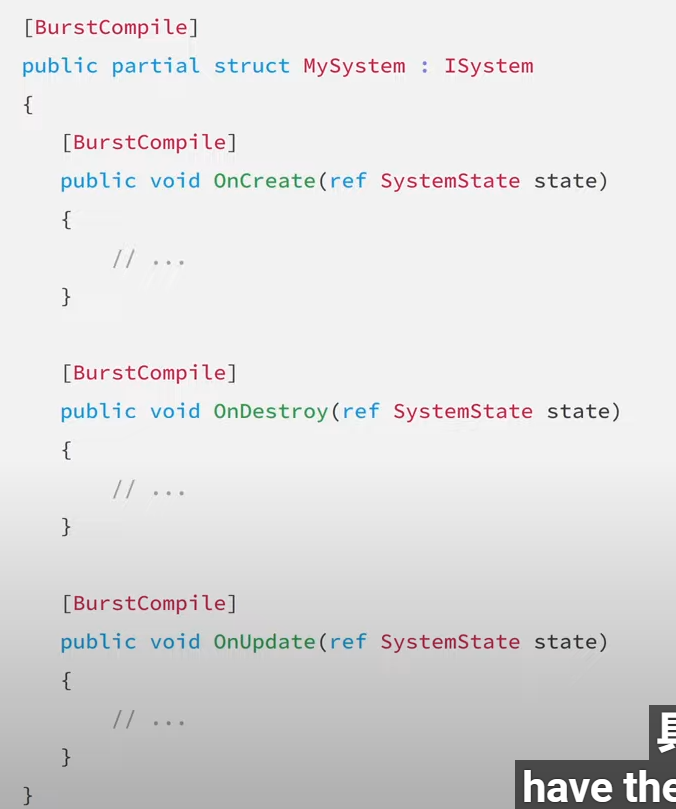 [BurstCompile]
public partial struct MySystem : ISystem
{
    [BurstCompile]
    public void OnCreate(ref SystemState state)
    {
        // ...
    }

    [BurstCompile]
    public void OnDestroy(ref SystemState state)
    {
        // ...
    }

    [BurstCompile]
    public void OnUpdate(ref SystemState state)
    {
        // ...
    }
}
have the